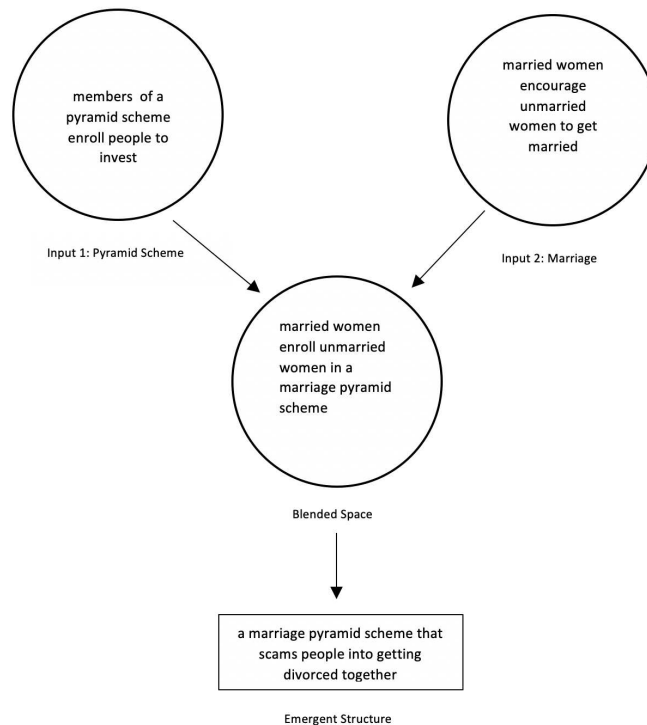 members of a
pyramid scheme
enroll people to
invest
married women
encourage
unmarried
women to get
married
Input 1: Pyramid Scheme
Input 2: Marriage
married women
enroll unmarried
women in a
marriage pyramid
scheme
Blended Space
a marriage pyramid scheme that
scams people into getting
divorced together
Emergent Structure